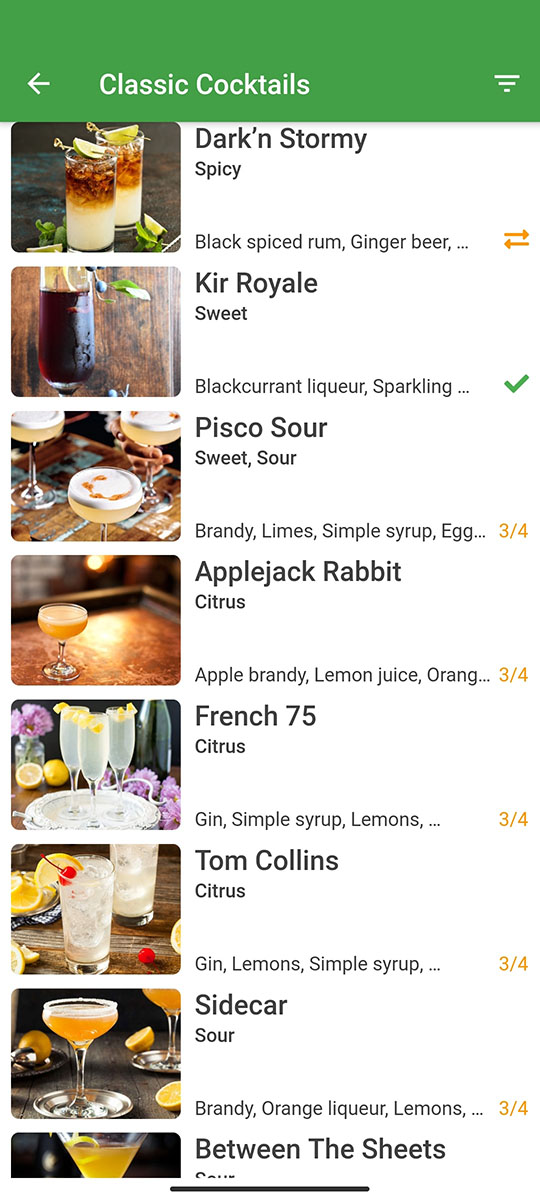 Classic Cocktails
Dark’n Stormy
Spicy
Black spiced rum, Ginger beer, ...
Kir Royale
Sweet
Blackcurrant liqueur, Sparkling ...
Pisco Sour
Sweet, Sour
Brandy, Limes, Simple syrup, Egg... 3/4
Applejack Rabbit
Citrus
Apple brandy, Lemon juice, Orang... 3/4
French 75
Citrus
Gin, Simple syrup, Lemons, ... 3/4
Tom Collins
Citrus
Gin, Lemons, Simple syrup, ... 3/4
Sidecar
Sour
Brandy, Orange liqueur, Lemons, ... 3/4
Between The Sheets
Sour